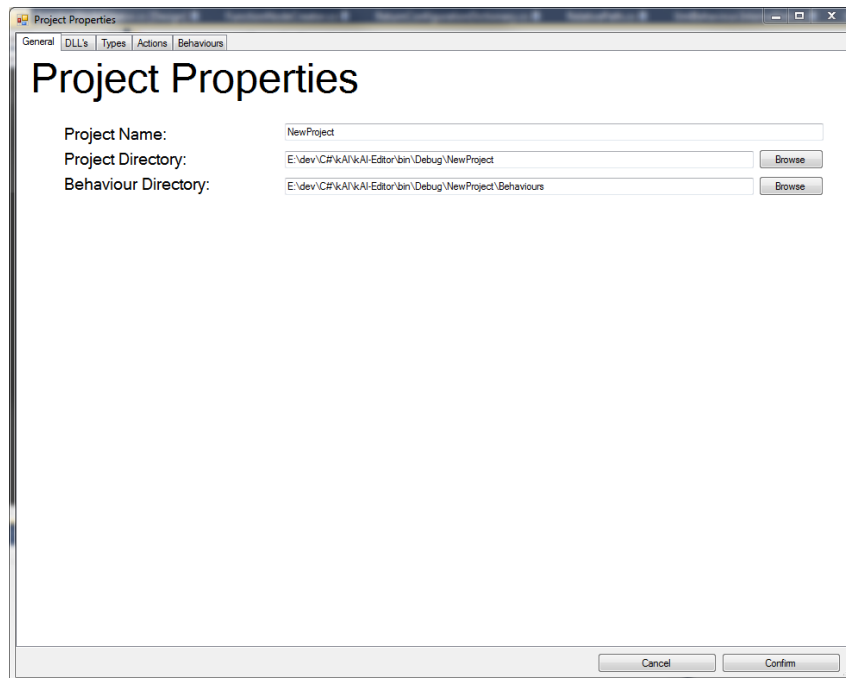 Project Properties
General DLL's Types Actions Behaviours
Project Properties
Project Name: NewProject
Project Directory: E:\dev\C#\kAI\kAI-Editor\bin\Debug\NewProject Browse
Behaviour Directory: E:\dev\C#\kAI\kAI-Editor\bin\Debug\NewProject\Behaviours Browse
Cancel Confirm